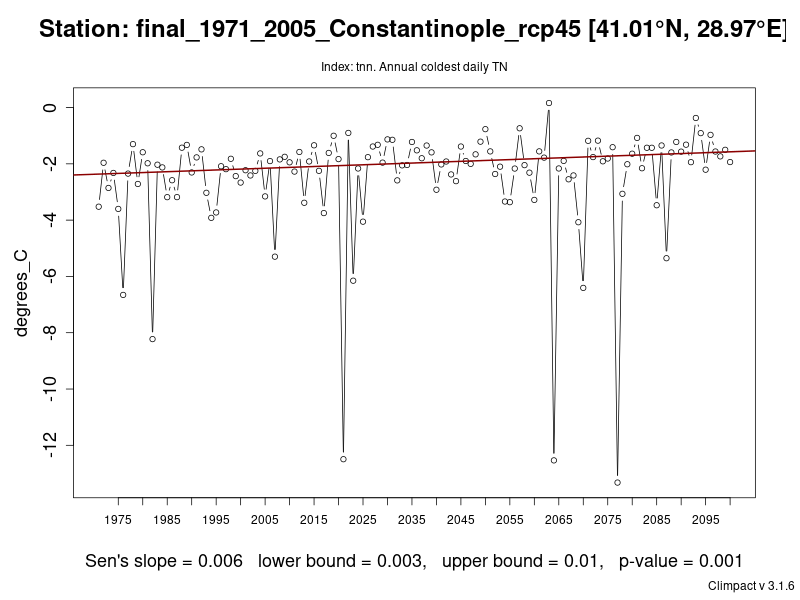 Station: final_1971_2005_Constantinople_rcp45 [41.01°N, 28.97°E]
Index: tnn. Annual coldest daily TN
degrees_C
0
-2
-4
-6
-8
-10
-12
1975 1985 1995 2005 2015 2025 2035 2045 2055 2065 2075 2085 2095
Sen's slope = 0.006 lower bound = 0.003, upper bound = 0.01, p-value = 0.001
Climpact v 3.1.6